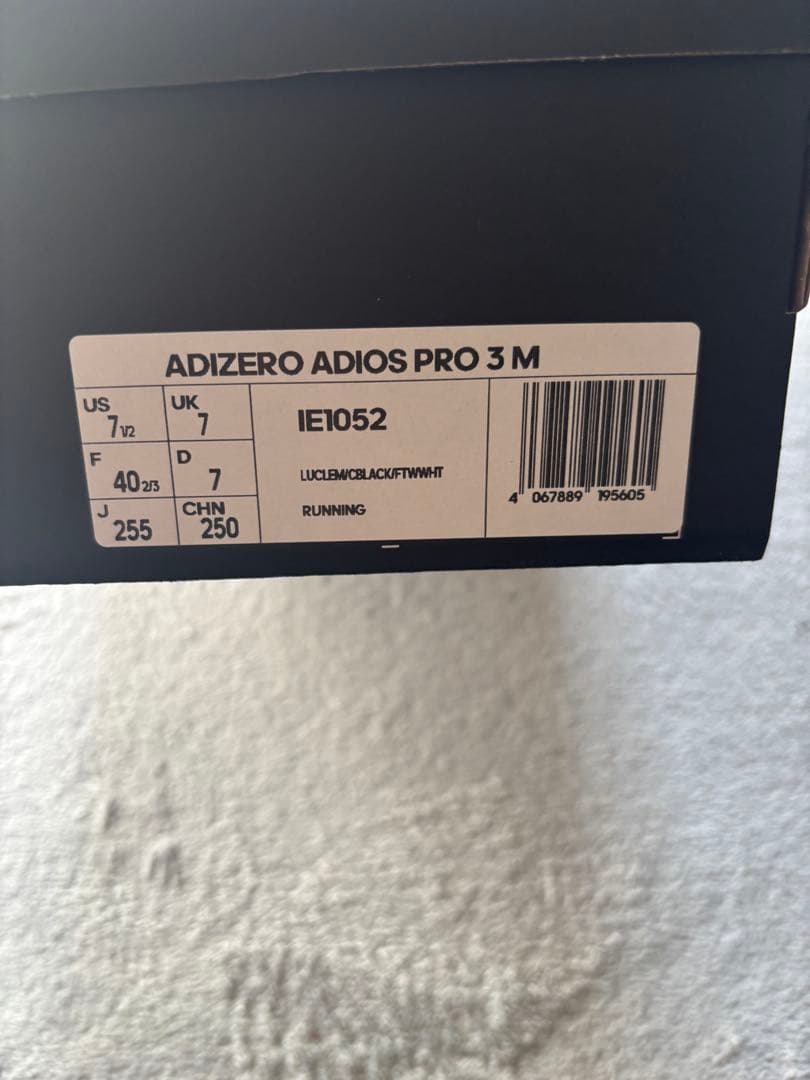 ADIZERO ADIOS PRO 3 M
US 7 1/2
UK 7
F 40 2/3
D 7
J 255
CHN 250
IE1052
LUCLEM/CBLACK/FTWWHT
RUNNING
4 067889 195605